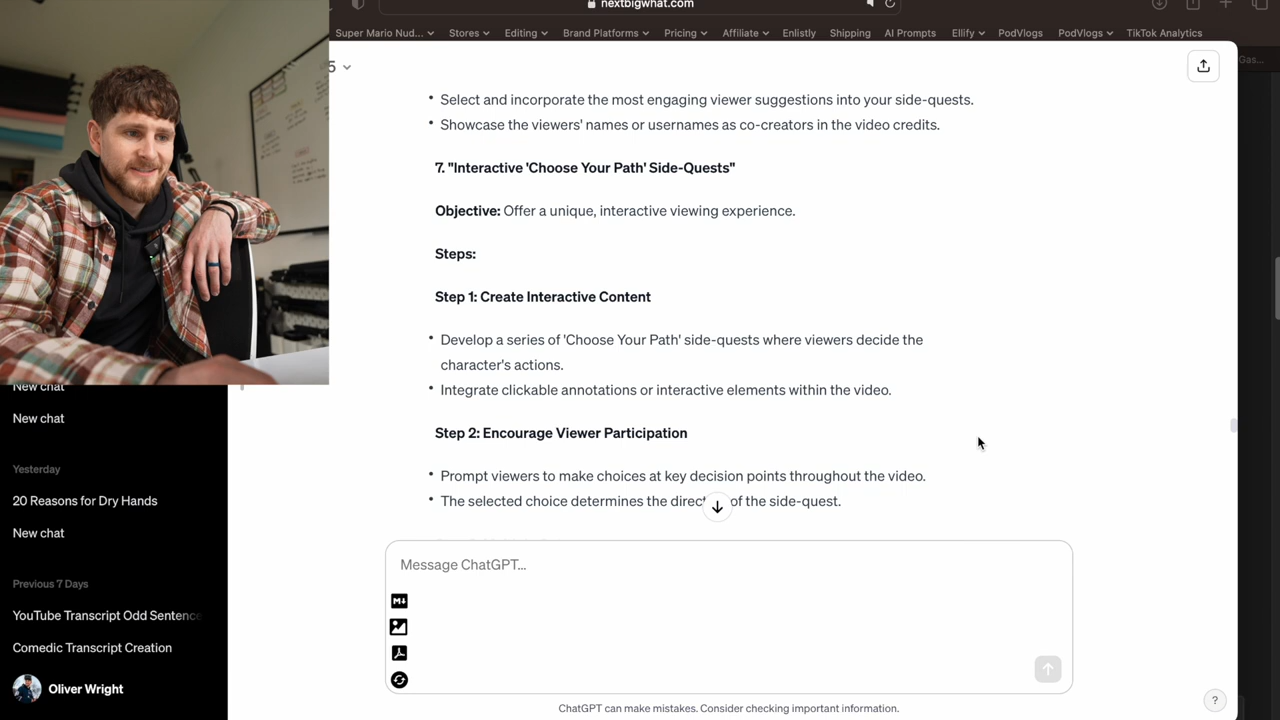 nextbigwhat.com
Super Mario Nud... Stores Editing Brand Platforms Pricing Affiliate Enlistly Shipping AI Prompts Ellify PodVlogs PodVlogs TikTok Analytics
Gas...
5
Select and incorporate the most engaging viewer suggestions into your side-quests.
Showcase the viewers' names or usernames as co-creators in the video credits.
7. "Interactive 'Choose Your Path' Side-Quests"
Objective: Offer a unique, interactive viewing experience.
Steps:
Step 1: Create Interactive Content
Develop a series of 'Choose Your Path' side-quests where viewers decide the
character's actions.
Integrate clickable annotations or interactive elements within the video.
Step 2: Encourage Viewer Participation
Prompt viewers to make choices at key decision points throughout the video.
The selected choice determines the direc of the side-quest.
New chat
New chat
Yesterday
20 Reasons for Dry Hands
New chat
Previous 7 Days
YouTube Transcript Odd Sentence
Comedic Transcript Creation
Oliver Wright
Message ChatGPT...
M
ChatGPT can make mistakes. Consider checking important information.
?